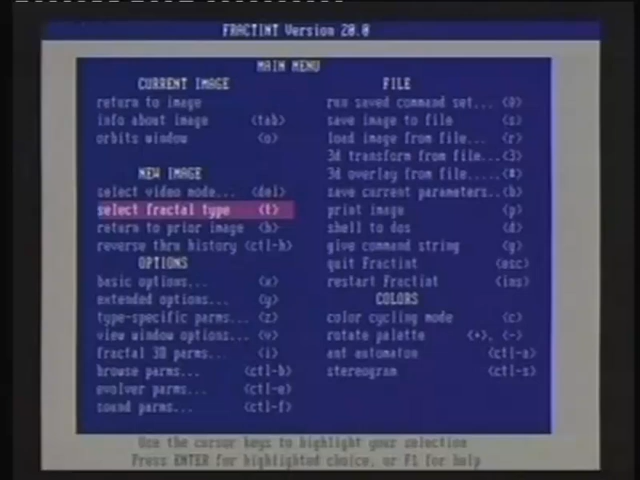 FRACTINT Version 20.0
MAIN MENU
CURRENT IMAGE
return to image
info about image <tab>
orbits window <o>
NEW IMAGE
select video mode... <del>
select fractal type <t>
return to prior image <h>
reverse thru history <ctl-h>
OPTIONS
basic options... <x>
extended options... <y>
type-specific parms... <z>
view window options... <v>
fractal 3D parms... <i>
browse parms... <ctl-b>
evolver parms... <ctl-e>
sound parms... <ctl-f>
FILE
run saved command set... <@>
save image to file <s>
load image from file... <r>
3d transform from file...<3>
3d overlay from file.....<#>
save current parameters..<b>
print image <p>
shell to dos <d>
give command string <g>
quit Fractint <esc>
restart Fractint <ins>
COLORS
color cycling mode <c>
rotate palette <+>, <->
ant automaton <ctl-a>
stereogram <ctl-s>
Use the cursor keys to highlight your selection
Press ENTER for highlighted choice, or F1 for help